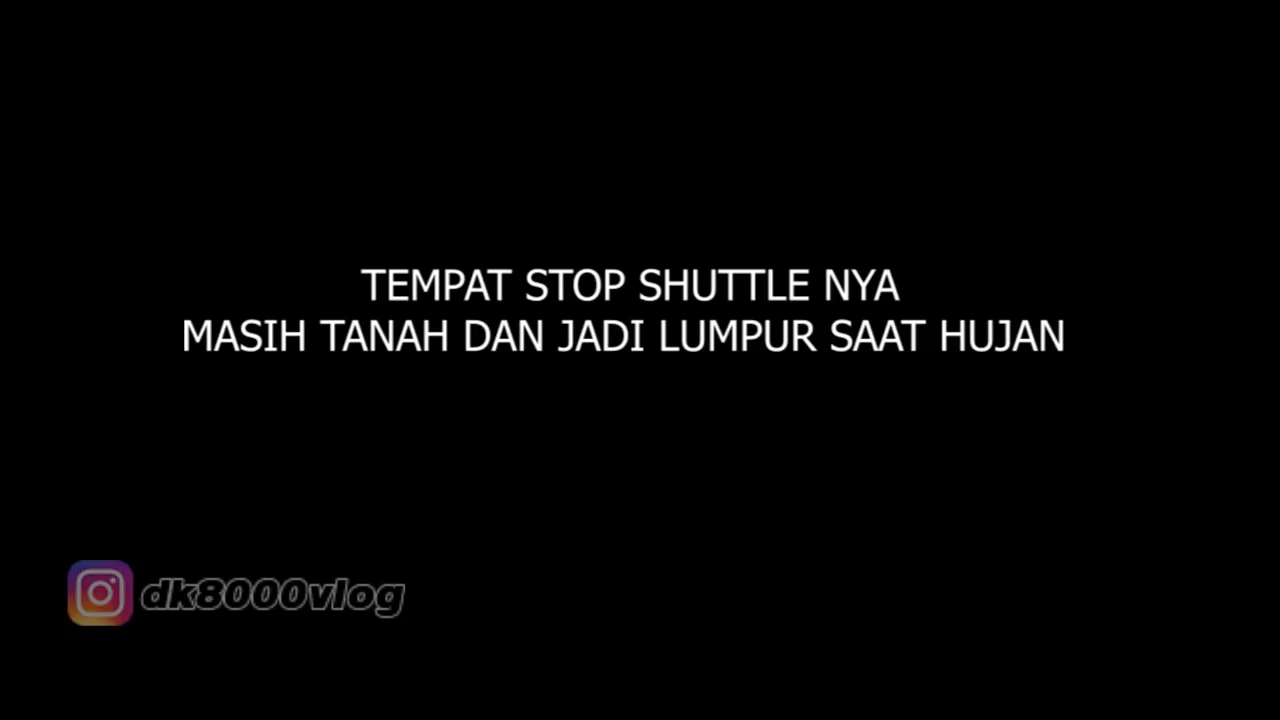 TEMPAT STOP SHUTTLE NYA
MASIH TANAH DAN JADI LUMPUR SAAT HUJAN
dk8000vlog